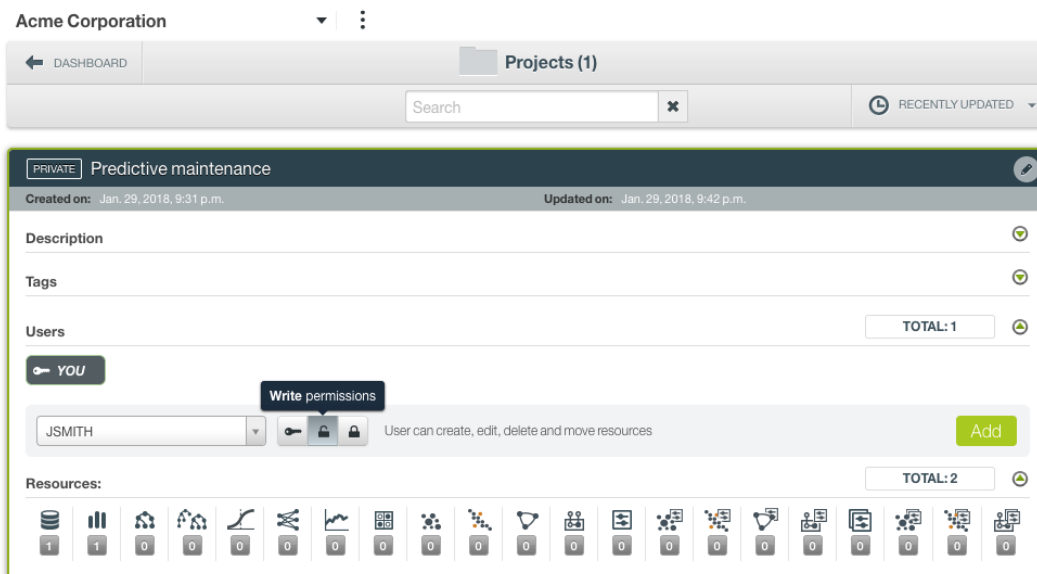 Acme Corporation
DASHBOARD
Projects (1)
Search
RECENTLY UPDATED
PRIVATE Predictive maintenance
Created on: Jan. 29, 2018, 9:31 p.m. Updated on: Jan. 29, 2018, 9:42 p.m.
Description
Tags
Users TOTAL: 1
YOU
Write permissions
JSMITH User can create, edit, delete and move resources Add
Resources: TOTAL: 2
1 1 0 0 0 0 0 0 0 0 0 0 0 0 0 0 0 0 0 0 0